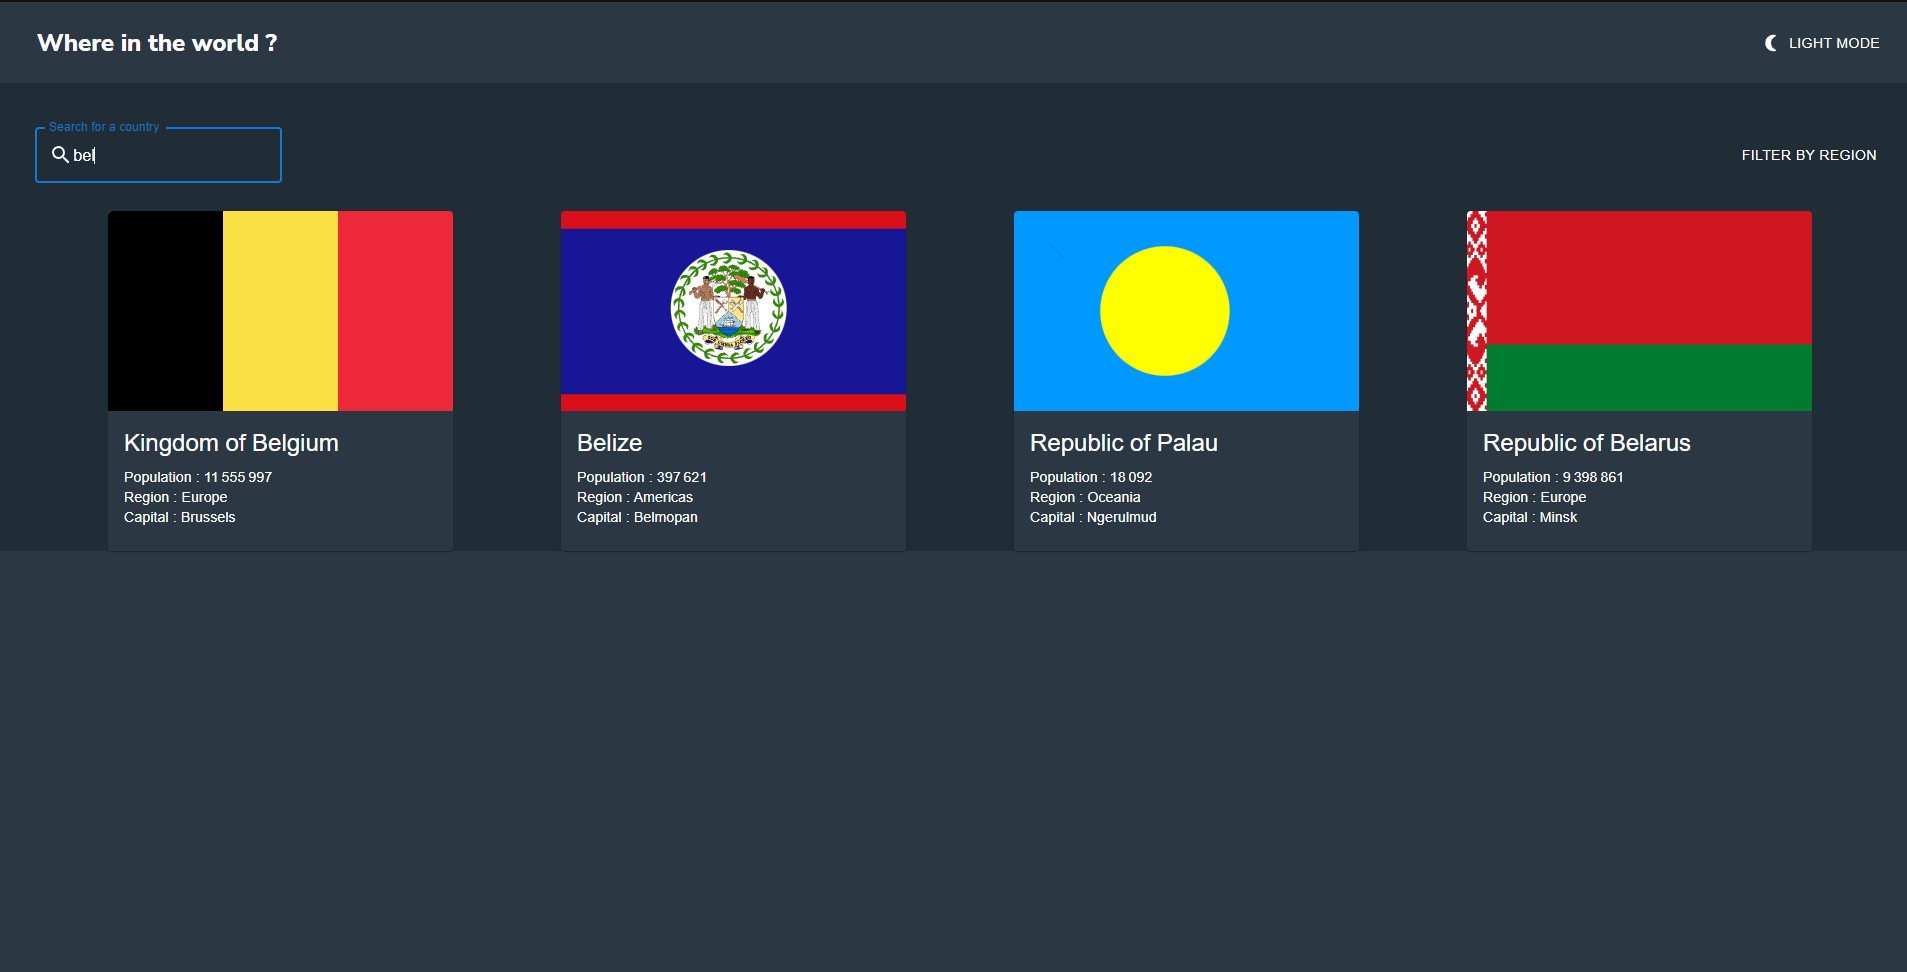 Where in the world ?
LIGHT MODE
Search for a country
bel
FILTER BY REGION
Kingdom of Belgium
Population : 11 555 997
Region : Europe
Capital : Brussels
Belize
Population : 397 621
Region : Americas
Capital : Belmopan
Republic of Palau
Population : 18 092
Region : Oceania
Capital : Ngerulmud
Republic of Belarus
Population : 9 398 861
Region : Europe
Capital : Minsk